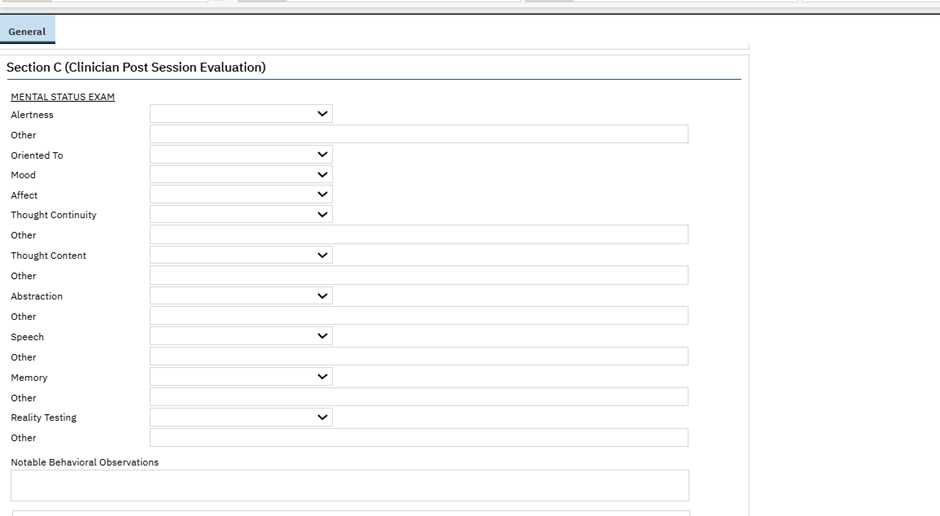 General
Section C (Clinician Post Session Evaluation)
MENTAL STATUS EXAM
Alertness
Other
Oriented To
Mood
Affect
Thought Continuity
Other
Thought Content
Other
Abstraction
Other
Speech
Other
Memory
Other
Reality Testing
Other
Notable Behavioral Observations